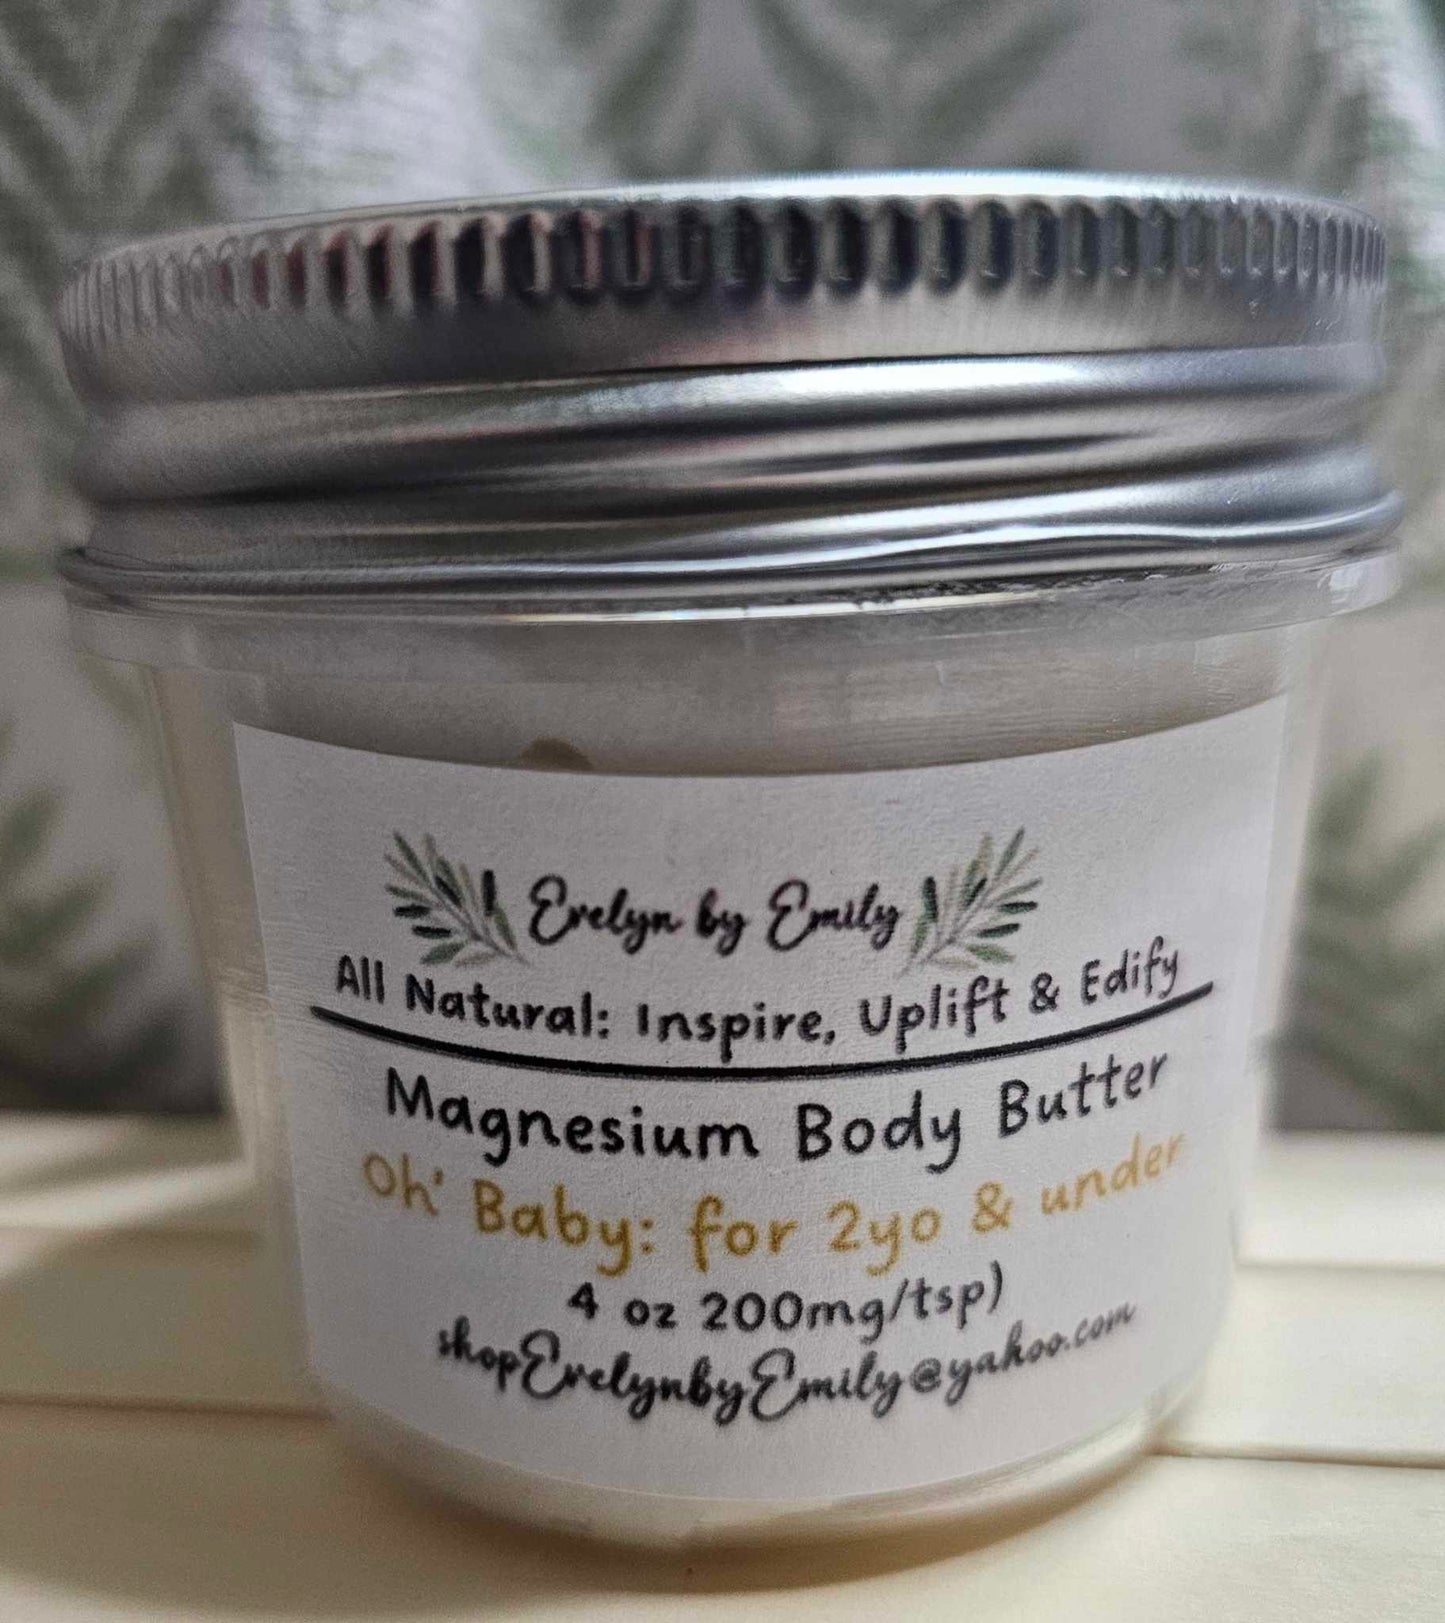 Evelyn by Emily
All Natural: Inspire, Uplift & Edify
Magnesium Body Butter
Oh' Baby: for 2yo & under
4 oz 200mg/tsp)
shopEvelynbyEmily@yahoo.com